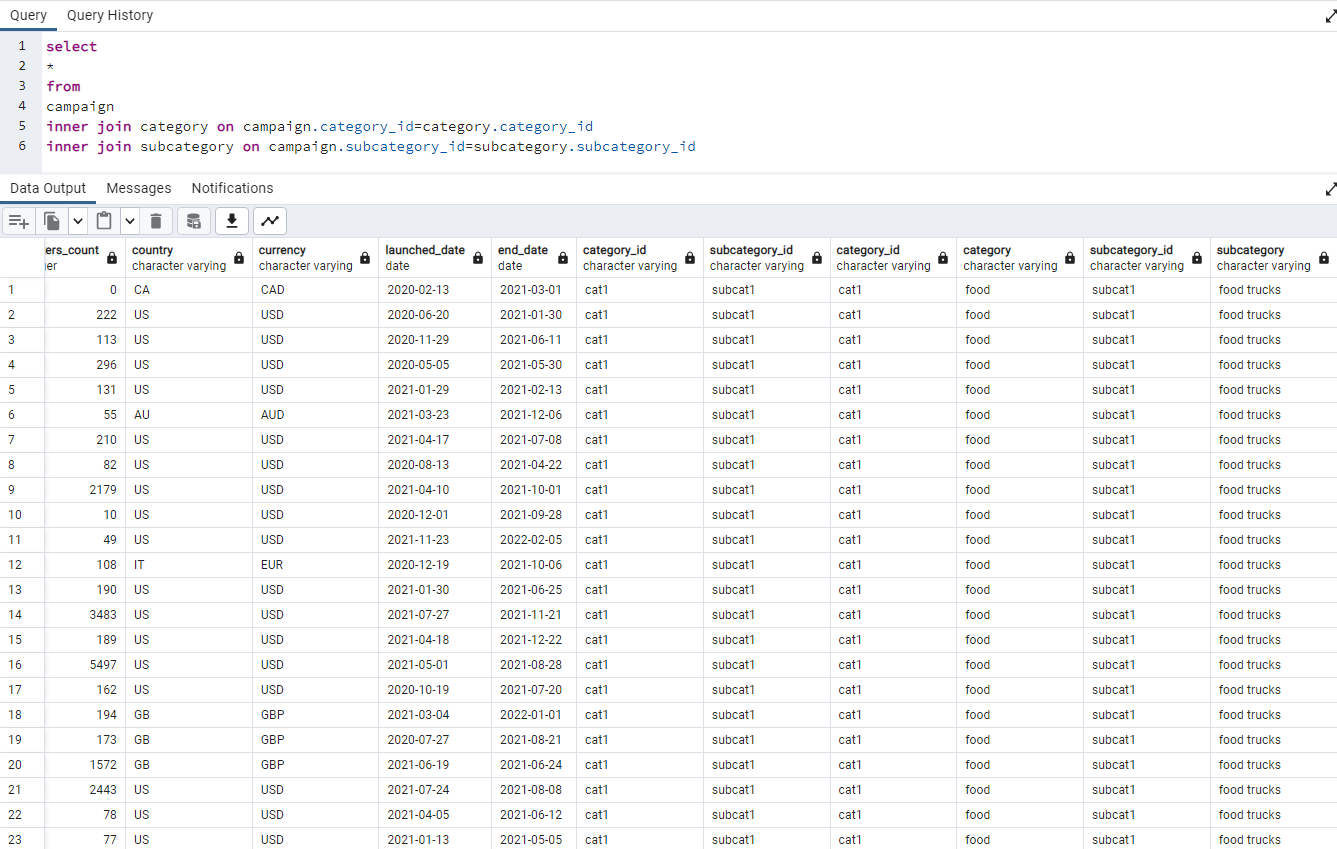 Query Query History
1 select
2 *
3 from
4 campaign
5 inner join category on campaign.category_id=category.category_id
6 inner join subcategory on campaign.subcategory_id=subcategory.subcategory_id
Data Output Messages Notifications
ers_count country currency launched_date end_date category_id subcategory_id category_id category subcategory_id subcategory
er character varying character varying date date character varying character varying character varying character varying character varying character varying
1 0 CA CAD 2020-02-13 2021-03-01 cat1 subcat1 cat1 food subcat1 food trucks
2 222 US USD 2020-06-20 2021-01-30 cat1 subcat1 cat1 food subcat1 food trucks
3 113 US USD 2020-11-29 2021-06-11 cat1 subcat1 cat1 food subcat1 food trucks
4 296 US USD 2020-05-05 2021-05-30 cat1 subcat1 cat1 food subcat1 food trucks
5 131 US USD 2021-01-29 2021-02-13 cat1 subcat1 cat1 food subcat1 food trucks
6 55 AU AUD 2021-03-23 2021-12-06 cat1 subcat1 cat1 food subcat1 food trucks
7 210 US USD 2021-04-17 2021-07-08 cat1 subcat1 cat1 food subcat1 food trucks
8 82 US USD 2020-08-13 2021-04-22 cat1 subcat1 cat1 food subcat1 food trucks
9 2179 US USD 2021-04-10 2021-10-01 cat1 subcat1 cat1 food subcat1 food trucks
10 10 US USD 2020-12-01 2021-09-28 cat1 subcat1 cat1 food subcat1 food trucks
11 49 US USD 2021-11-23 2022-02-05 cat1 subcat1 cat1 food subcat1 food trucks
12 108 IT EUR 2020-12-19 2021-10-06 cat1 subcat1 cat1 food subcat1 food trucks
13 190 US USD 2021-01-30 2021-06-25 cat1 subcat1 cat1 food subcat1 food trucks
14 3483 US USD 2021-07-27 2021-11-21 cat1 subcat1 cat1 food subcat1 food trucks
15 189 US USD 2021-04-18 2021-12-22 cat1 subcat1 cat1 food subcat1 food trucks
16 5497 US USD 2021-05-01 2021-08-28 cat1 subcat1 cat1 food subcat1 food trucks
17 162 US USD 2020-10-19 2021-07-20 cat1 subcat1 cat1 food subcat1 food trucks
18 194 GB GBP 2021-03-04 2022-01-01 cat1 subcat1 cat1 food subcat1 food trucks
19 173 GB GBP 2020-07-27 2021-08-21 cat1 subcat1 cat1 food subcat1 food trucks
20 1572 GB GBP 2021-06-19 2021-06-24 cat1 subcat1 cat1 food subcat1 food trucks
21 2443 US USD 2021-07-24 2021-08-08 cat1 subcat1 cat1 food subcat1 food trucks
22 78 US USD 2021-04-05 2021-06-12 cat1 subcat1 cat1 food subcat1 food trucks
23 77 US USD 2021-01-13 2021-05-05 cat1 subcat1 cat1 food subcat1 food trucks